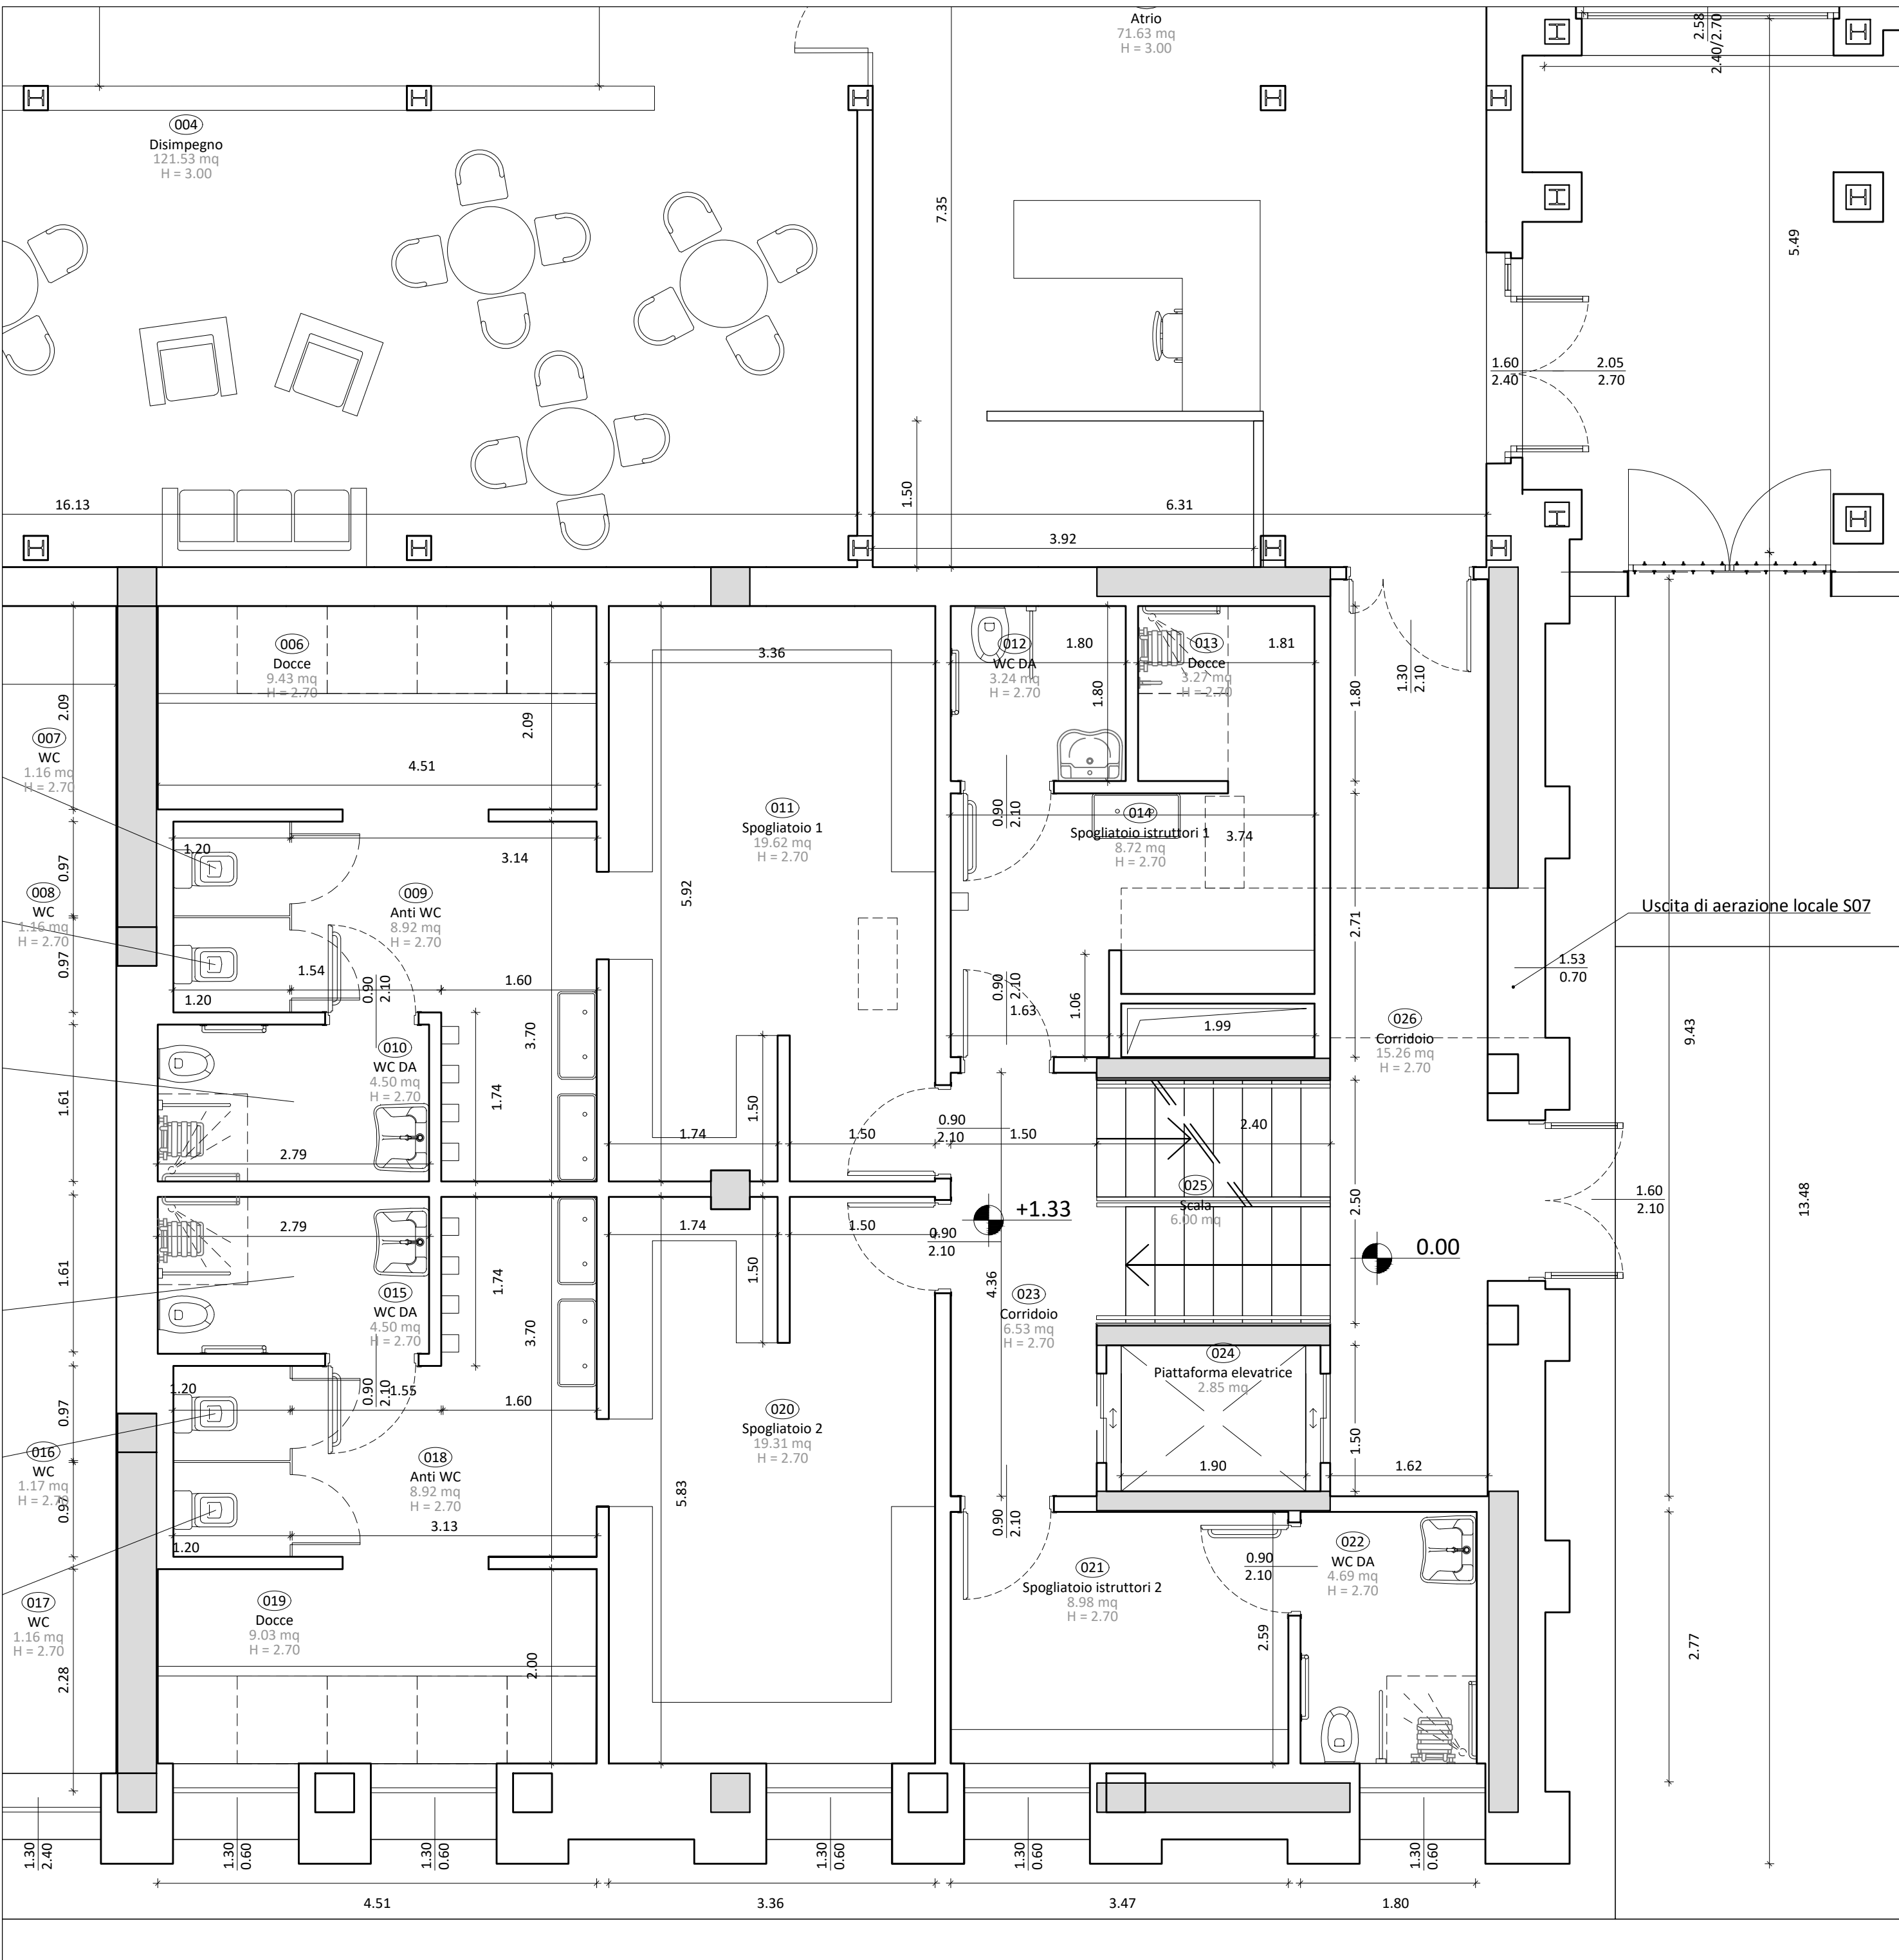 Atrio
71.63 mq
H = 3.00
2.58
2.40/2.70
004
Disimpegno
121.53 mq
H = 3.00
7.35
5.49
1.60
2.40
2.05
2.70
16.13
1.50
6.31
3.92
006
Docce
9.43 mq
H = 2.70
3.36
012
WC DA
3.24 mq
H = 2.70
1.80
1.80
013
Docce
3.27 mq
H = 2.70
1.81
1.80
1.30
2.10
2.09
2.09
4.51
007
WC
1.16 mq
H = 2.70
0.90
2.10
011
Spogliatoio 1
19.62 mq
H = 2.70
014
Spogliatoio istruttori 1
8.72 mq
H = 2.70
3.74
1.20
3.14
0.97
008
WC
1.16 mq
H = 2.70
009
Anti WC
8.92 mq
H = 2.70
5.92
2.71
Uscita di aerazione locale S07
0.97
1.54
1.20
0.90
2.10
1.60
0.90
2.10
1.63
1.06
1.99
1.53
0.70
026
Corridoio
15.26 mq
H = 2.70
9.43
3.70
010
WC DA
4.50 mq
H = 2.70
1.61
1.74
1.50
2.79
1.74
1.50
0.90
2.10
1.50
2.40
025
Scala
6.00 mq
2.50
1.60
2.10
13.48
+1.33
0.00
2.79
1.74
1.50
0.90
2.10
1.61
1.74
1.50
015
WC DA
4.50 mq
H = 2.70
3.70
4.36
023
Corridoio
6.53 mq
H = 2.70
024
Piattaforma elevatrice
2.85 mq
1.20
0.90
2.10
1.55
1.60
0.97
020
Spogliatoio 2
19.31 mq
H = 2.70
1.50
1.90
1.62
016
WC
1.17 mq
H = 2.70
0.97
018
Anti WC
8.92 mq
H = 2.70
5.83
3.13
1.20
0.90
2.10
022
WC DA
4.69 mq
H = 2.70
0.90
2.10
021
Spogliatoio istruttori 2
8.98 mq
H = 2.70
2.59
017
WC
1.16 mq
H = 2.70
019
Docce
9.03 mq
H = 2.70
2.28
2.00
2.77
1.30
2.40
1.30
0.60
1.30
0.60
1.30
0.60
1.30
0.60
1.30
0.60
4.51
3.36
3.47
1.80